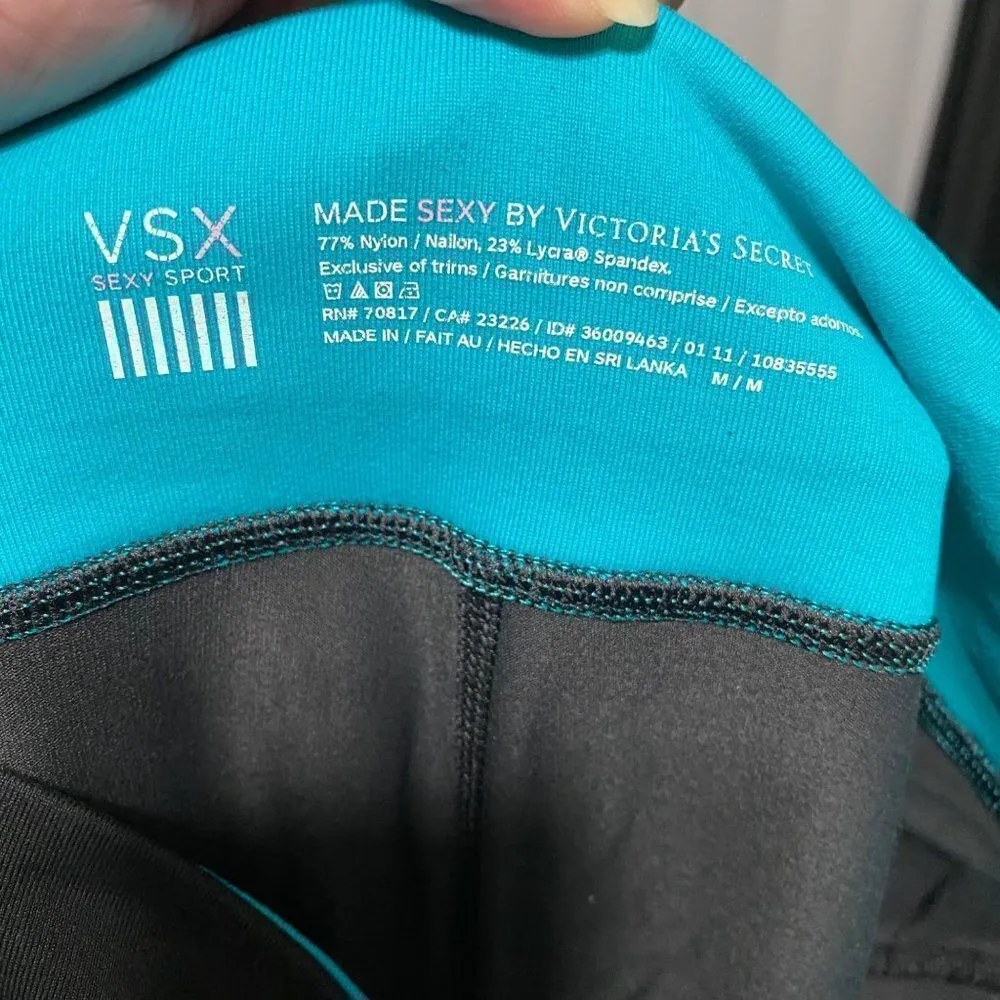 VSX
SEXY SPORT
MADE SEXY BY VICTORIA'S SECRET
77% Nylon / Nailon, 23% Lycra® Spandex.
Exclusive of trims / Garnitures non comprise / Excepto adornos.
RN# 70817 / CA# 23226 / ID# 36009463 / 01 11 / 10835555
MADE IN / FAIT AU / HECHO EN SRI LANKA M / M